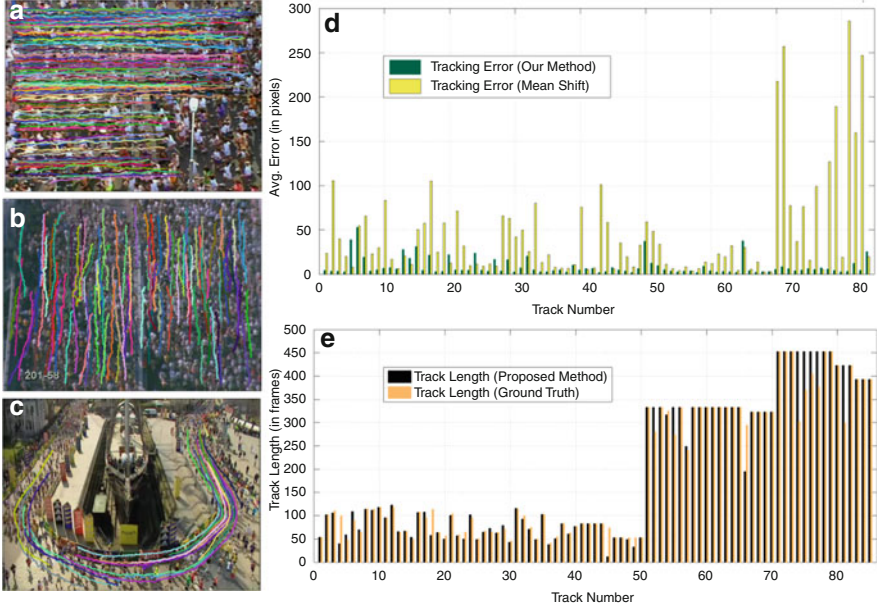 a
b
201-58
c
d
300
250
200
150
100
50
0
Avg. Error (in pixels)
Tracking Error (Our Method)
Tracking Error (Mean Shift)
0 10 20 30 40 50 60 70 80
Track Number
e
500
450
400
350
300
250
200
150
100
50
0
Track Length (in frames)
Track Length (Proposed Method)
Track Length (Ground Truth)
0 10 20 30 40 50 60 70 80
Track Number